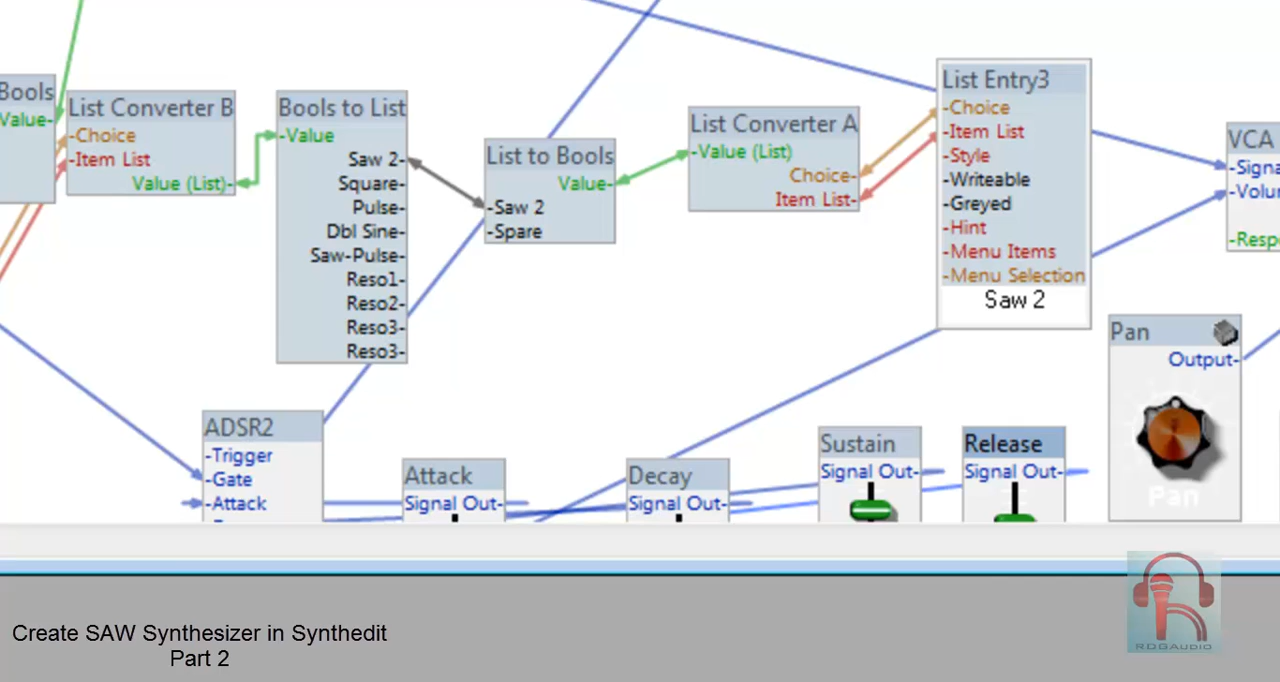 Bools
Value-
List Converter B
-Choice
-Item List
Value (List)-
Bools to List
-Value
Saw 2-
Square-
Pulse-
Dbl Sine-
Saw-Pulse-
Reso1-
Reso2-
Reso3-
Reso3-
List to Bools
Value-
-Saw 2
-Spare
List Converter A
-Value (List)
Choice-
Item List-
List Entry3
-Choice
-Item List
-Style
-Writeable
-Greyed
-Hint
-Menu Items
-Menu Selection
Saw 2
VCA
-Signa
-Volun
-Respo
Pan
Output-
Pan
ADSR2
-Trigger
-Gate
-Attack
Attack
Signal Out-
Decay
Signal Out-
Sustain
Signal Out-
Release
Signal Out-
Create SAW Synthesizer in Synthedit
Part 2
RDGAUDIO